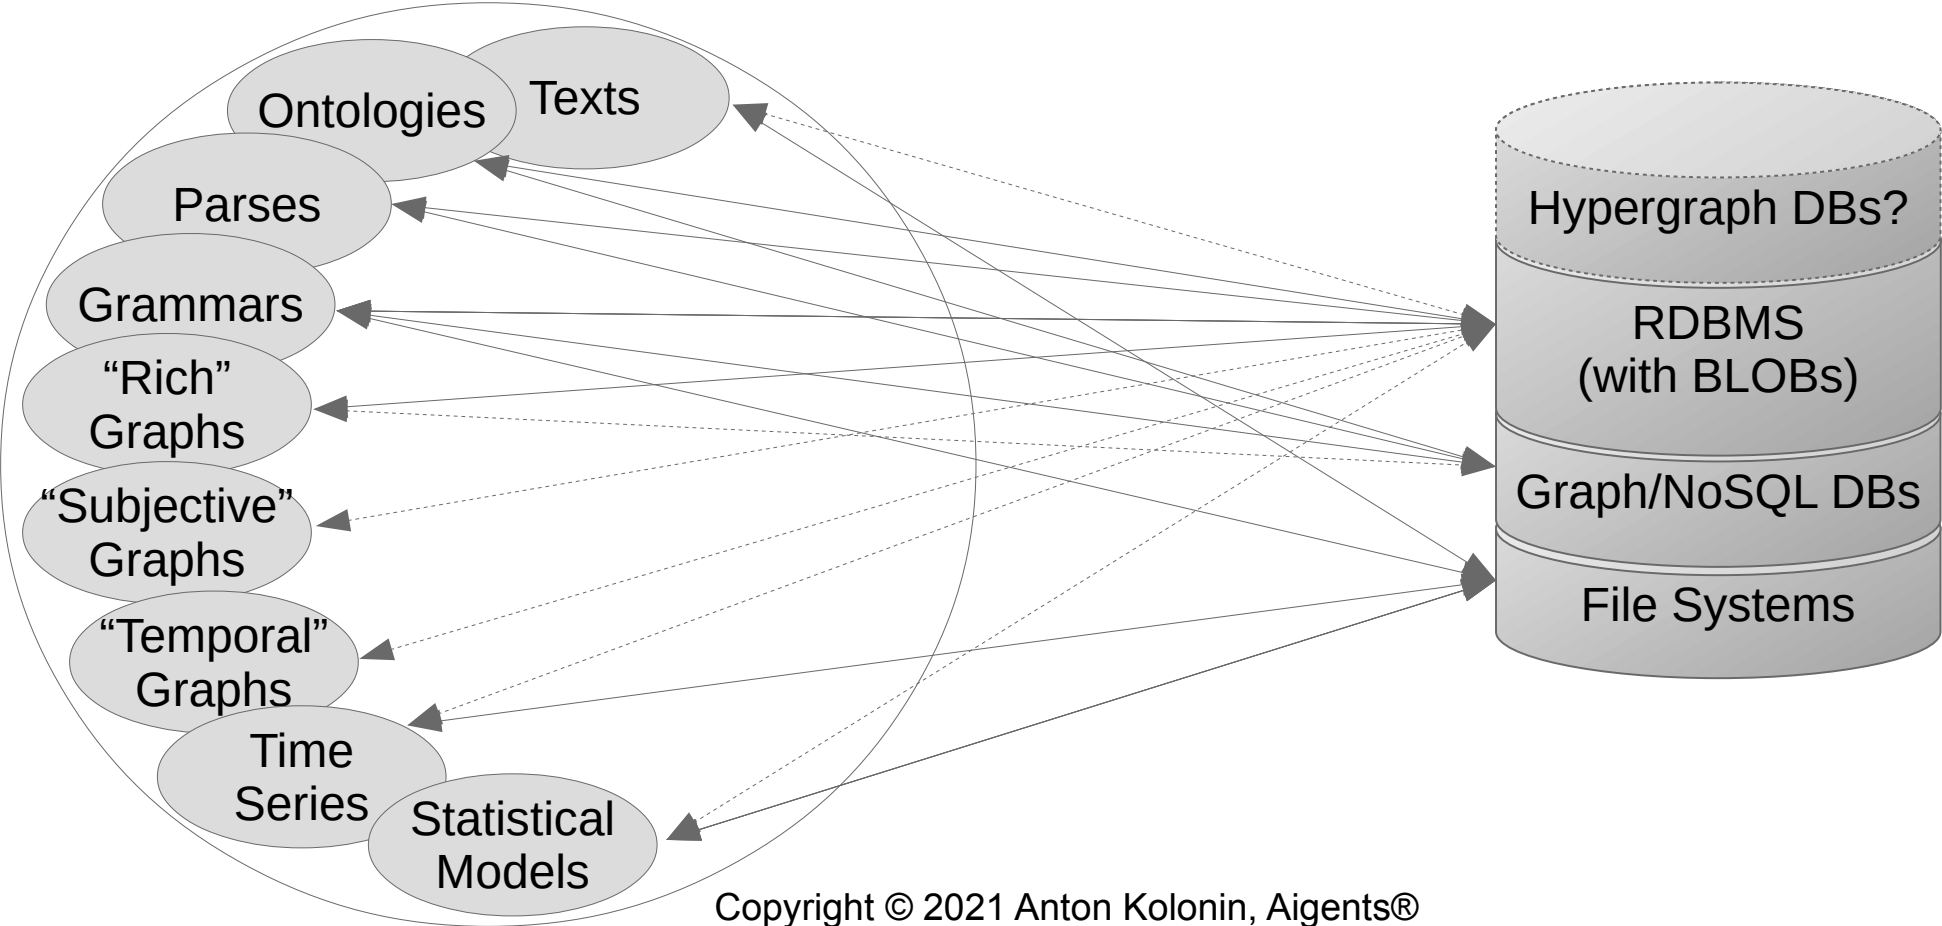 Texts
Ontologies
Parses
Grammars
“Rich”
Graphs
“Subjective”
Graphs
“Temporal”
Graphs
Time
Series
Statistical
Models
Hypergraph DBs?
RDBMS
(with BLOBs)
Graph/NoSQL DBs
File Systems
Copyright © 2021 Anton Kolonin, Aigents®